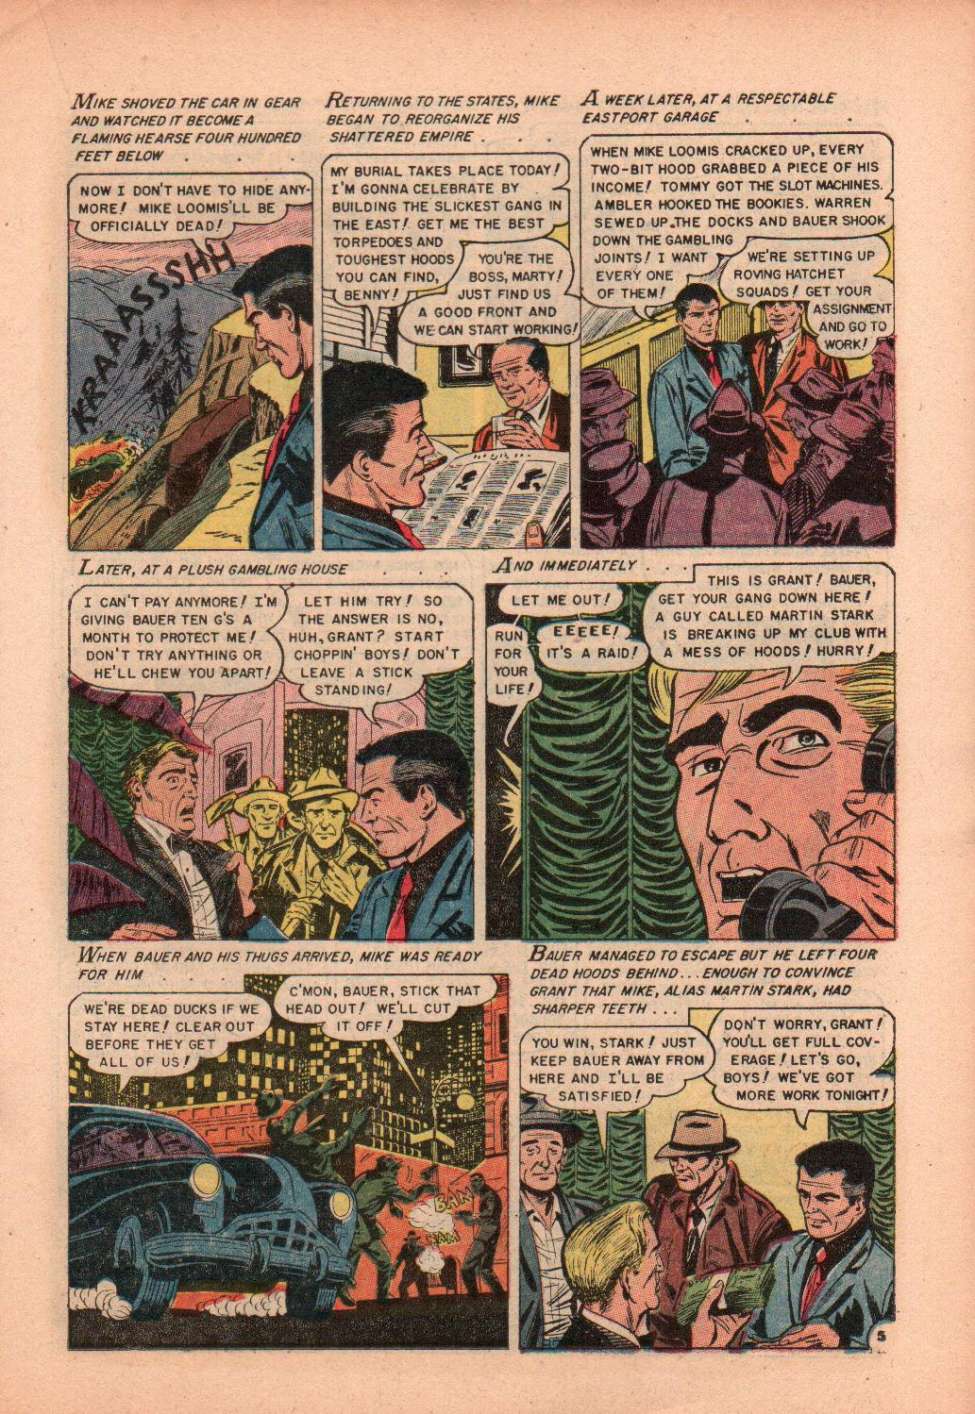 MIKE SHOVED THE CAR IN GEAR
AND WATCHED IT BECOME A
FLAMING HEARSE FOUR HUNDRED
FEET BELOW . . .
NOW I DON'T HAVE TO HIDE ANY-
MORE! MIKE LOOMIS'LL BE
OFFICIALLY DEAD!
KRAAASSSHH
RETURNING TO THE STATES, MIKE
BEGAN TO REORGANIZE HIS
SHATTERED EMPIRE . . .
MY BURIAL TAKES PLACE TODAY!
I'M GONNA CELEBRATE BY
BUILDING THE SLICKEST GANG IN
THE EAST! GET ME THE BEST
TORPEDOES AND
TOUGHEST HOODS
YOU CAN FIND,
BENNY!
YOU'RE THE
BOSS, MARTY!
JUST FIND US
A GOOD FRONT AND
WE CAN START WORKING!
A WEEK LATER, AT A RESPECTABLE
EASTPORT GARAGE . . .
WHEN MIKE LOOMIS CRACKED UP, EVERY
TWO-BIT HOOD GRABBED A PIECE OF HIS
INCOME! TOMMY GOT THE SLOT MACHINES.
AMBLER HOOKED THE BOOKIES. WARREN
SEWED UP THE DOCKS AND BAUER SHOOK
DOWN THE GAMBLING
JOINTS! I WANT
EVERY ONE
OF THEM!
WE'RE SETTING UP
ROVING HATCHET
SQUADS! GET YOUR
ASSIGNMENT
AND GO TO
WORK!
LATER, AT A PLUSH GAMBLING HOUSE . . .
I CAN'T PAY ANYMORE! I'M
GIVING BAUER TEN G'S A
MONTH TO PROTECT ME!
DON'T TRY ANYTHING OR
HE'LL CHEW YOU APART!
LET HIM TRY! SO
THE ANSWER IS NO,
HUH, GRANT? START
CHOPPIN' BOYS! DON'T
LEAVE A STICK
STANDING!
AND IMMEDIATELY . . .
LET ME OUT!
RUN
FOR
YOUR
LIFE!
EEEEE!
IT'S A RAID!
THIS IS GRANT! BAUER,
GET YOUR GANG DOWN HERE!
A GUY CALLED MARTIN STARK
IS BREAKING UP MY CLUB WITH
A MESS OF HOODS! HURRY!
WHEN BAUER AND HIS THUGS ARRIVED, MIKE WAS READY
FOR HIM . . .
WE'RE DEAD DUCKS IF WE
STAY HERE! CLEAR OUT
BEFORE THEY GET
ALL OF US!
C'MON, BAUER, STICK THAT
HEAD OUT! WE'LL CUT
IT OFF!
BAN
NAM
BAUER MANAGED TO ESCAPE BUT HE LEFT FOUR
DEAD HOODS BEHIND... ENOUGH TO CONVINCE
GRANT THAT MIKE, ALIAS MARTIN STARK, HAD
SHARPER TEETH . . .
YOU WIN, STARK! JUST
KEEP BAUER AWAY FROM
HERE AND I'LL BE
SATISFIED!
DON'T WORRY, GRANT!
YOU'LL GET FULL COV-
ERAGE! LET'S GO,
BOYS! WE'VE GOT
MORE WORK TONIGHT!
5